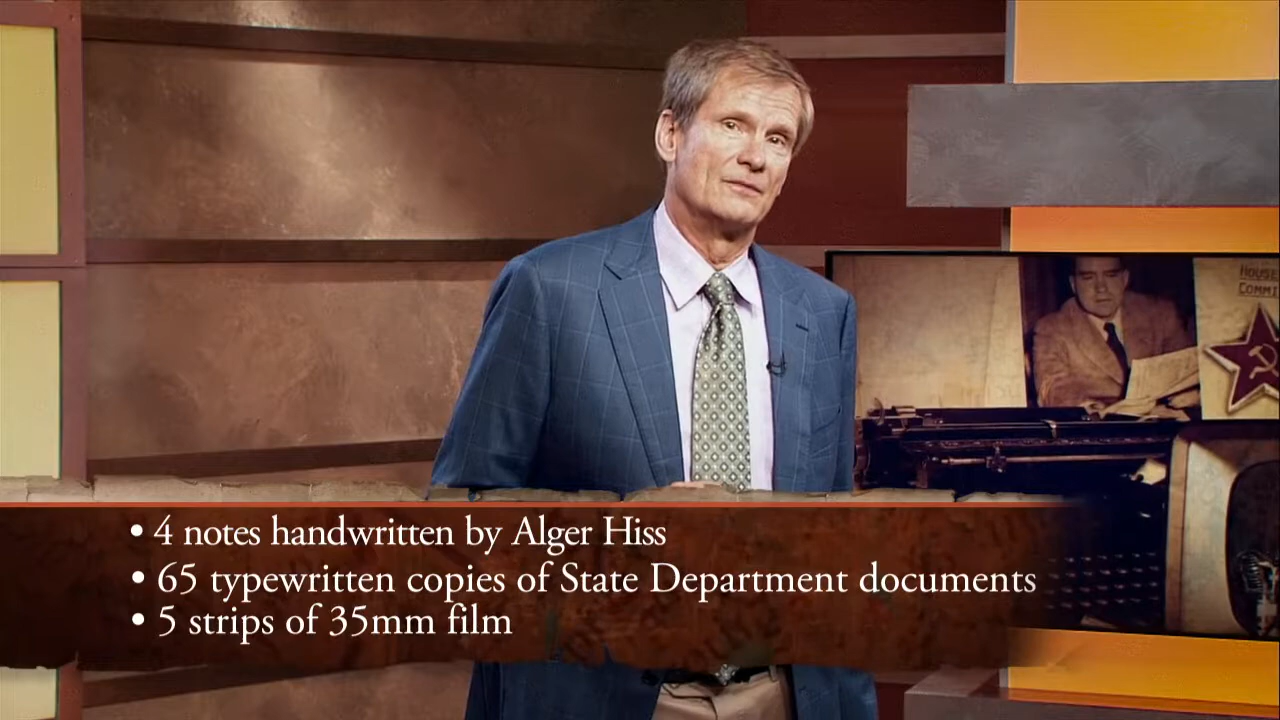 • 4 notes handwritten by Alger Hiss
• 65 typewritten copies of State Department documents
• 5 strips of 35mm film